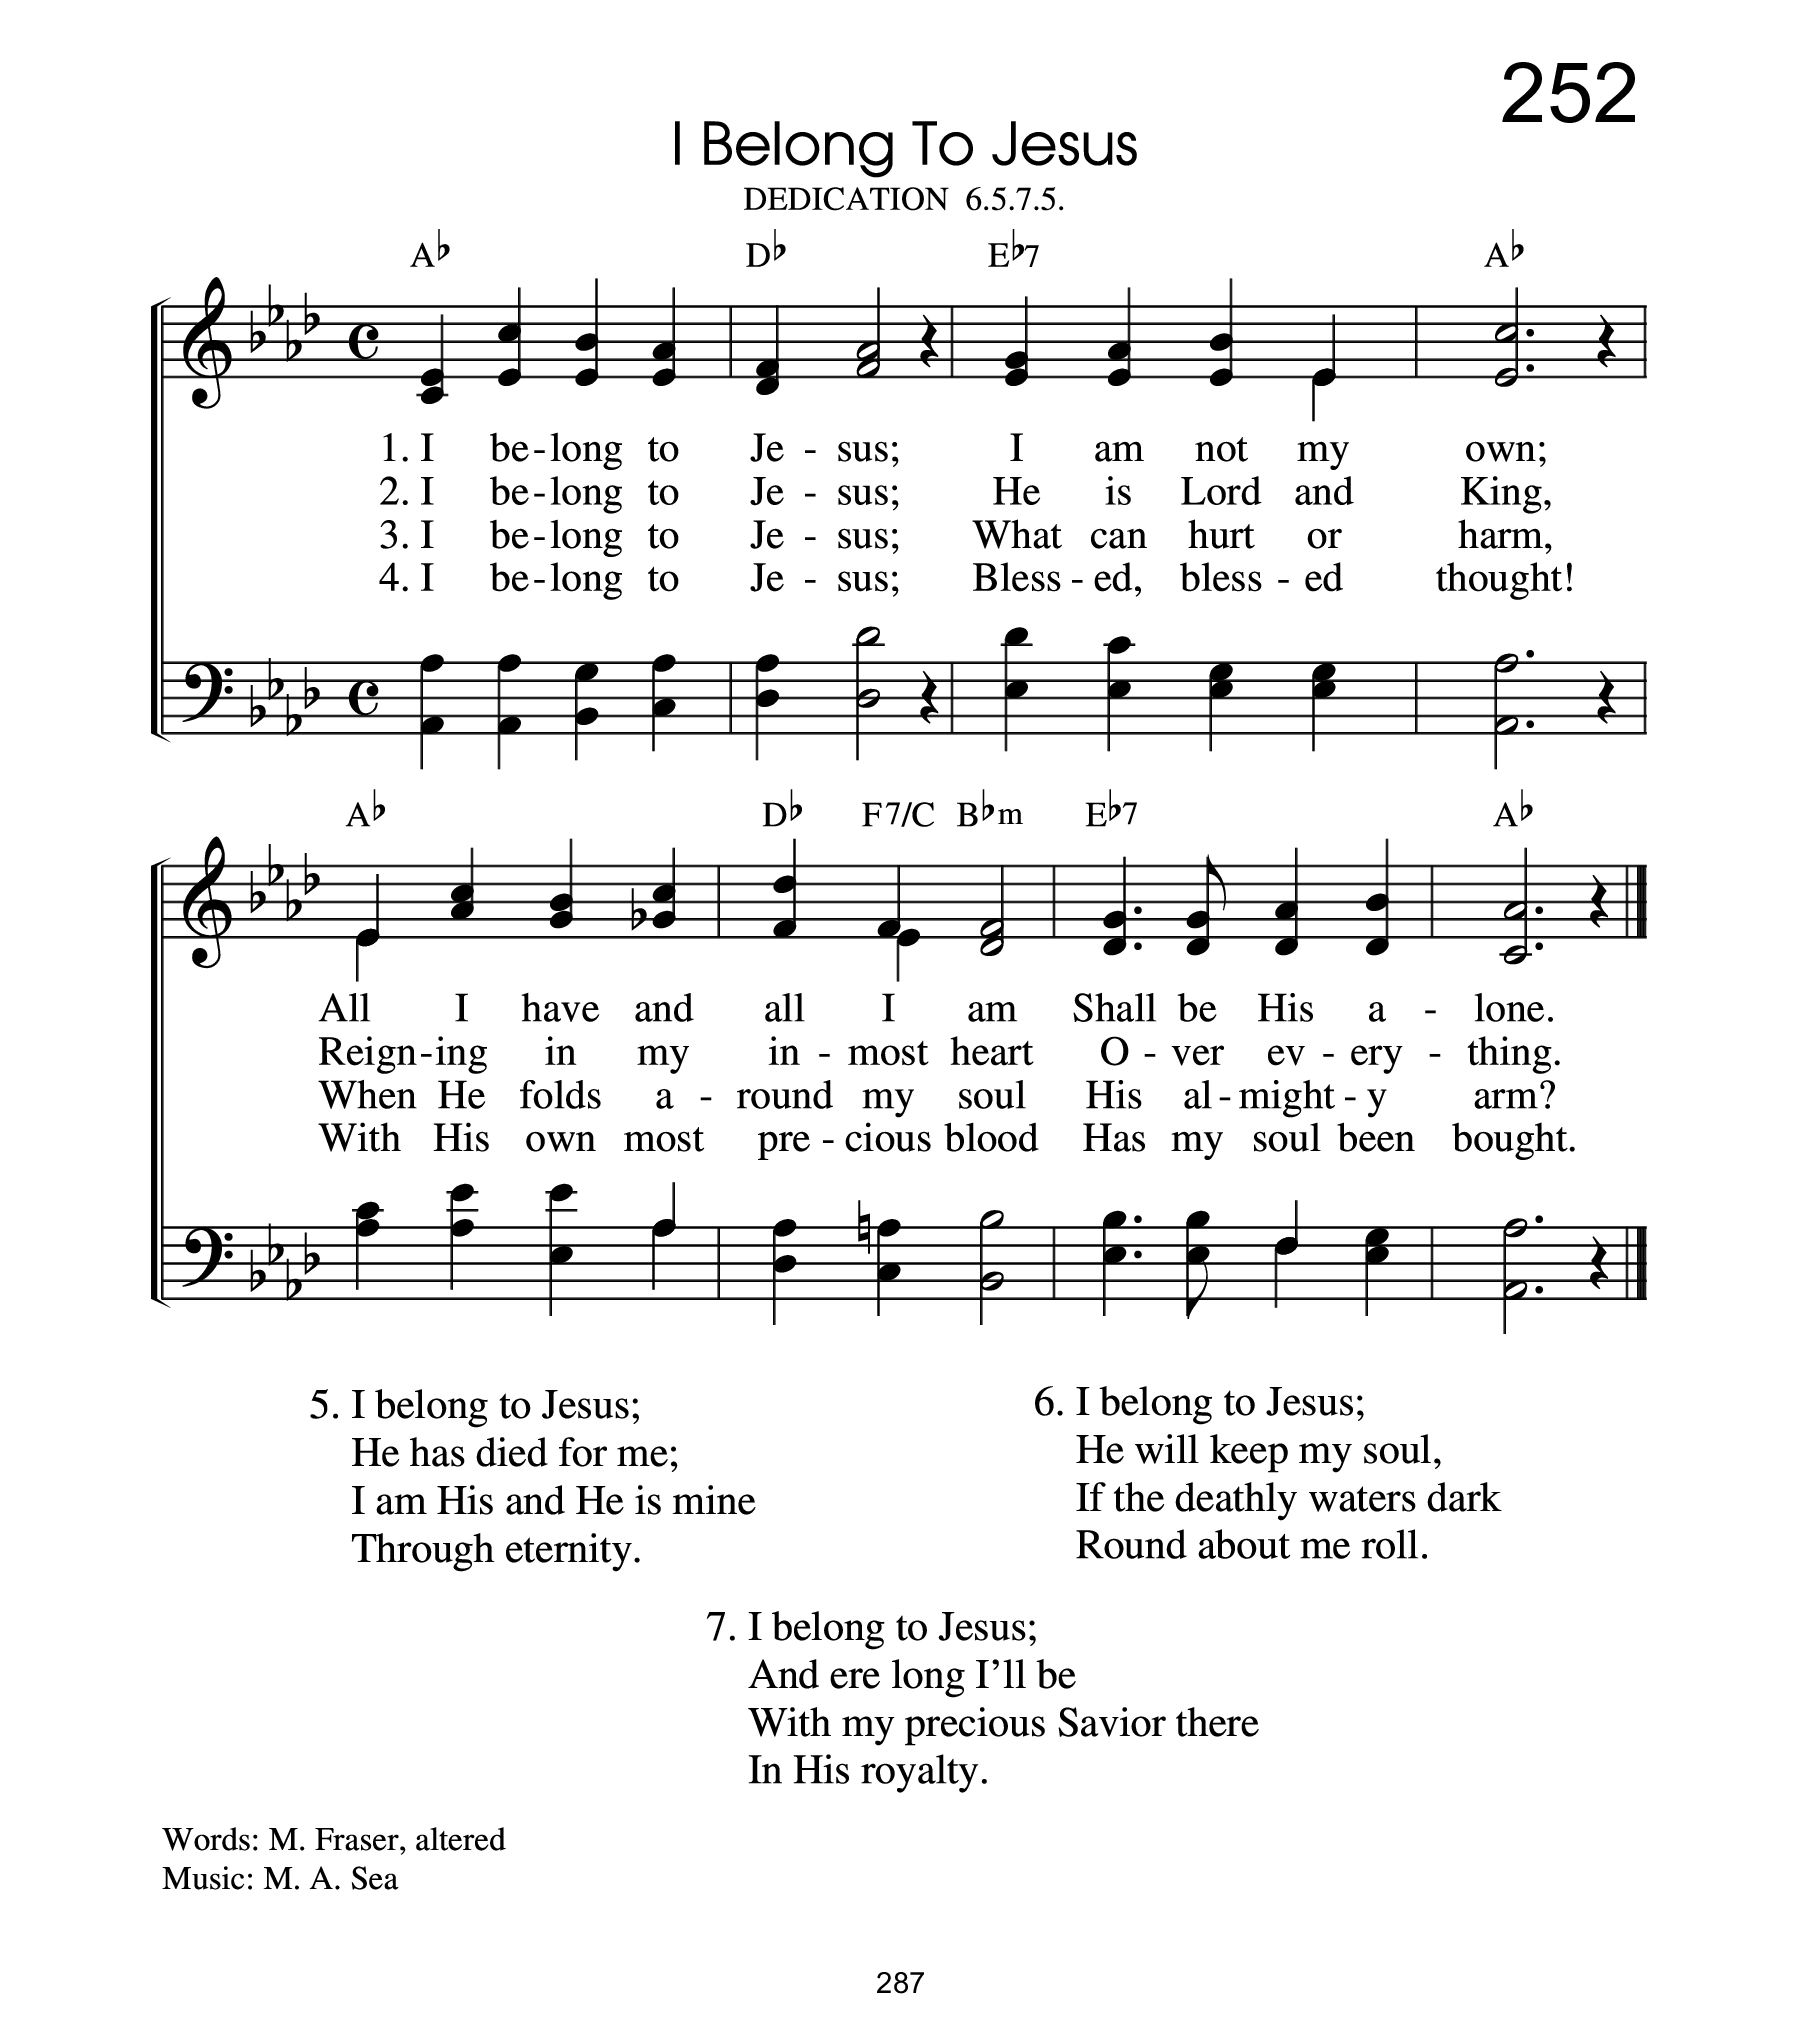 252
I Belong To Jesus
DEDICATION 6.5.7.5.
A♭ D♭ E♭7 A♭
1. I be-long to Je - sus; I am not my own;
2. I be-long to Je - sus; He is Lord and King,
3. I be-long to Je - sus; What can hurt or harm,
4. I be-long to Je - sus; Bless - ed, bless - ed thought!
A♭ D♭ F7/C B♭m E♭7 A♭
All I have and all I am Shall be His a - lone.
Reign-ing in my in - most heart O - ver ev - ery - thing.
When He folds a - round my soul His al - might - y arm?
With His own most pre - cious blood Has my soul been bought.
5. I belong to Jesus;
He has died for me;
I am His and He is mine
Through eternity.
6. I belong to Jesus;
He will keep my soul,
If the deathly waters dark
Round about me roll.
7. I belong to Jesus;
And ere long I’ll be
With my precious Savior there
In His royalty.
Words: M. Fraser, altered
Music: M. A. Sea
287